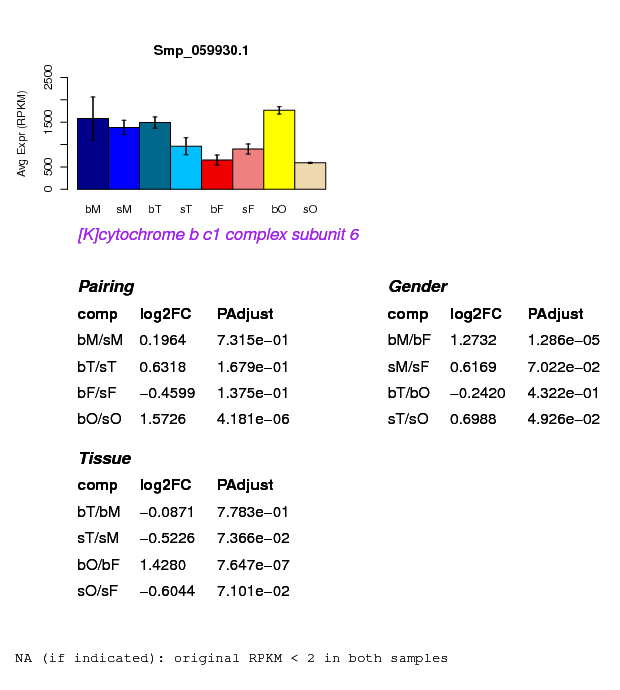 Smp_059930.1
Avg Expr (RPKM)
0 500 1500 2500
bM sM bT sT bF sF bO sO
[K]cytochrome b c1 complex subunit 6
Pairing
comp log2FC PAdjust
bM/sM 0.1964 7.315e−01
bT/sT 0.6318 1.679e−01
bF/sF −0.4599 1.375e−01
bO/sO 1.5726 4.181e−06
Gender
comp log2FC PAdjust
bM/bF 1.2732 1.286e−05
sM/sF 0.6169 7.022e−02
bT/bO −0.2420 4.322e−01
sT/sO 0.6988 4.926e−02
Tissue
comp log2FC PAdjust
bT/bM −0.0871 7.783e−01
sT/sM −0.5226 7.366e−02
bO/bF 1.4280 7.647e−07
sO/sF −0.6044 7.101e−02
NA (if indicated): original RPKM < 2 in both samples